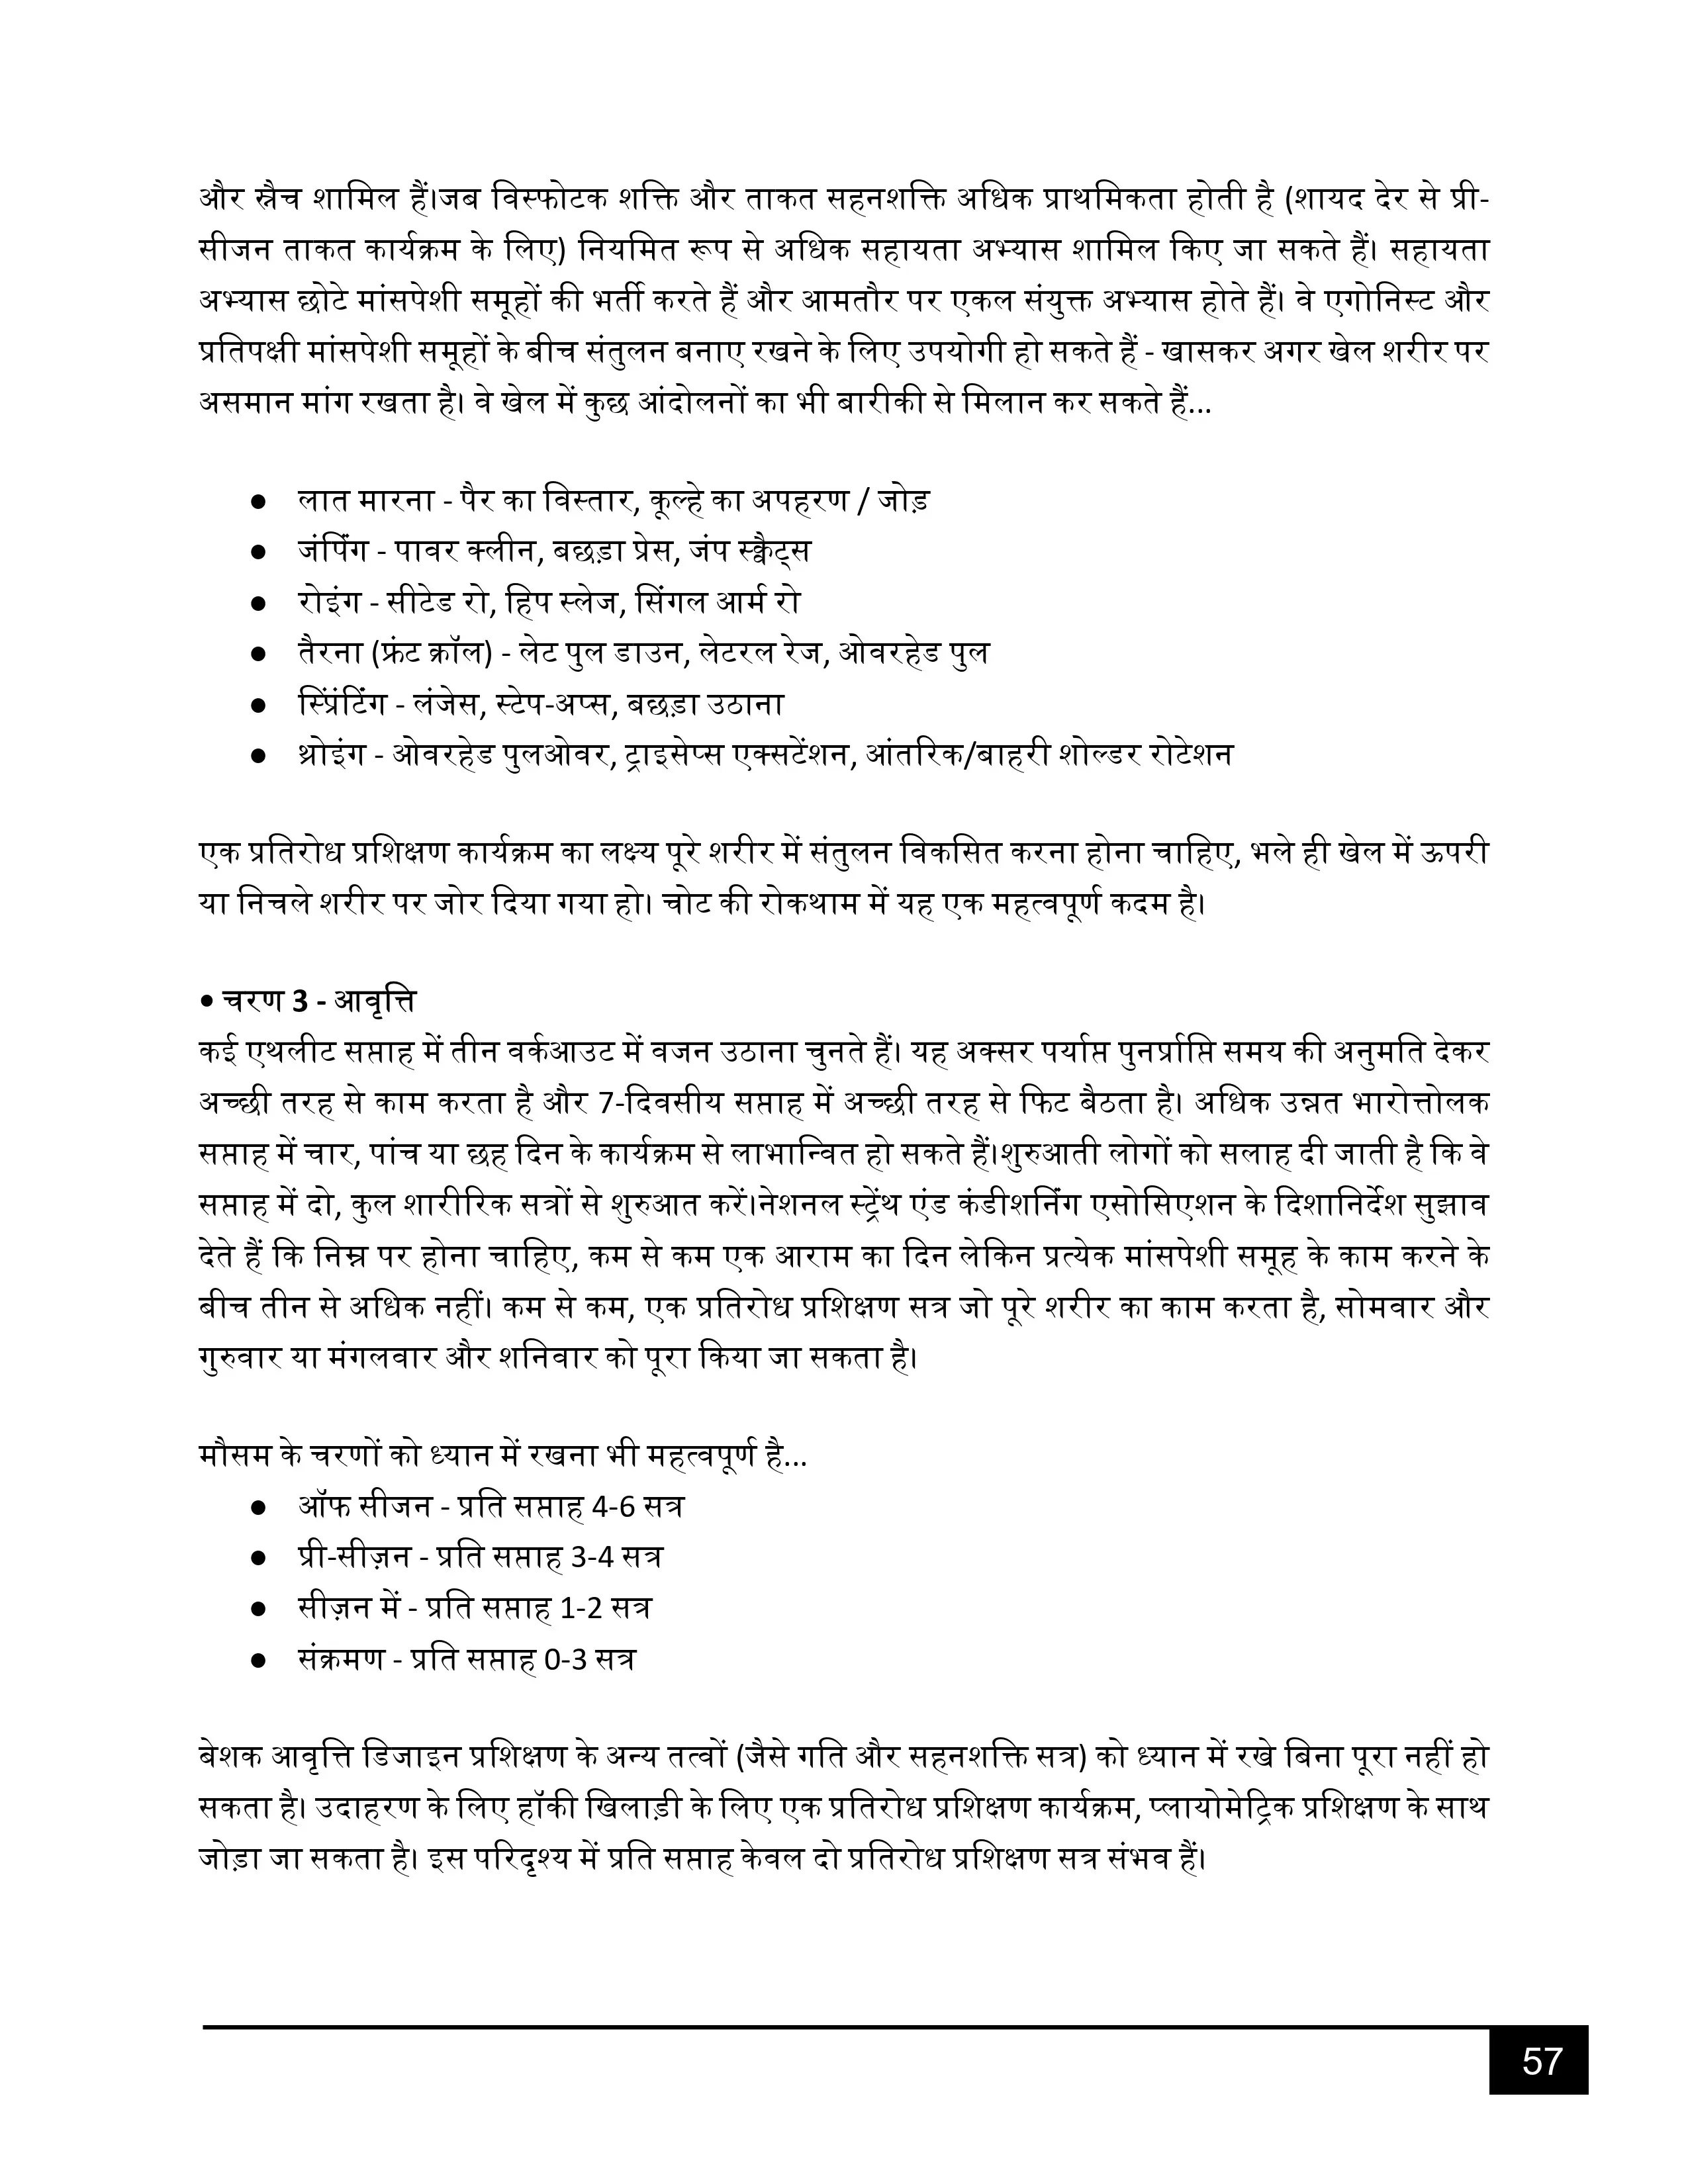 और स्नैच शामिल हैं।जब विस्फोटक शक्ति और ताकत सहनशक्ति अधिक प्राथमिकता होती है (शायद देर से प्री-
सीजन ताकत कार्यक्रम के लिए) नियमित रूप से अधिक सहायता अभ्यास शामिल किए जा सकते हैं। सहायता
अभ्यास छोटे मांसपेशी समूहों की भर्ती करते हैं और आमतौर पर एकल संयुक्त अभ्यास होते हैं। वे एगोनिस्ट और
प्रतिपक्षी मांसपेशी समूहों के बीच संतुलन बनाए रखने के लिए उपयोगी हो सकते हैं - खासकर अगर खेल शरीर पर
असमान मांग रखता है। वे खेल में कुछ आंदोलनों का भी बारीकी से मिलान कर सकते हैं...
● लात मारना - पैर का विस्तार, कूल्हे का अपहरण / जोड़
● जंपिंग - पावर क्लीन, बछड़ा प्रेस, जंप स्क्वैट्स
● रोइंग - सीटेड रो, हिप स्लेज, सिंगल आर्म रो
● तैरना (फ्रंट क्रॉल) - लेट पुल डाउन, लेटरल रेज, ओवरहेड पुल
● स्प्रिंटिंग - लंजेस, स्टेप-अप्स, बछड़ा उठाना
● थ्रोइंग - ओवरहेड पुलओवर, ट्राइसेप्स एक्सटेंशन, आंतरिक/बाहरी शोल्डर रोटेशन
एक प्रतिरोध प्रशिक्षण कार्यक्रम का लक्ष्य पूरे शरीर में संतुलन विकसित करना होना चाहिए, भले ही खेल में ऊपरी
या निचले शरीर पर जोर दिया गया हो। चोट की रोकथाम में यह एक महत्वपूर्ण कदम है।
• चरण 3 - आवृत्ति
कई एथलीट सप्ताह में तीन वर्कआउट में वजन उठाना चुनते हैं। यह अक्सर पर्याप्त पुनर्प्राप्ति समय की अनुमति देकर
अच्छी तरह से काम करता है और 7-दिवसीय सप्ताह में अच्छी तरह से फिट बैठता है। अधिक उन्नत भारोत्तोलक
सप्ताह में चार, पांच या छह दिन के कार्यक्रम से लाभान्वित हो सकते हैं।शुरुआती लोगों को सलाह दी जाती है कि वे
सप्ताह में दो, कुल शारीरिक सत्रों से शुरुआत करें।नेशनल स्ट्रेंथ एंड कंडीशनिंग एसोसिएशन के दिशानिर्देश सुझाव
देते हैं कि निम्न पर होना चाहिए, कम से कम एक आराम का दिन लेकिन प्रत्येक मांसपेशी समूह के काम करने के
बीच तीन से अधिक नहीं। कम से कम, एक प्रतिरोध प्रशिक्षण सत्र जो पूरे शरीर का काम करता है, सोमवार और
गुरुवार या मंगलवार और शनिवार को पूरा किया जा सकता है।
मौसम के चरणों को ध्यान में रखना भी महत्वपूर्ण है...
● ऑफ सीजन - प्रति सप्ताह 4-6 सत्र
● प्री-सीज़न - प्रति सप्ताह 3-4 सत्र
● सीज़न में - प्रति सप्ताह 1-2 सत्र
● संक्रमण - प्रति सप्ताह 0-3 सत्र
बेशक आवृत्ति डिजाइन प्रशिक्षण के अन्य तत्वों (जैसे गति और सहनशक्ति सत्र) को ध्यान में रखे बिना पूरा नहीं हो
सकता है। उदाहरण के लिए हॉकी खिलाड़ी के लिए एक प्रतिरोध प्रशिक्षण कार्यक्रम, प्लायोमेट्रिक प्रशिक्षण के साथ
जोड़ा जा सकता है। इस परिदृश्य में प्रति सप्ताह केवल दो प्रतिरोध प्रशिक्षण सत्र संभव हैं।
57